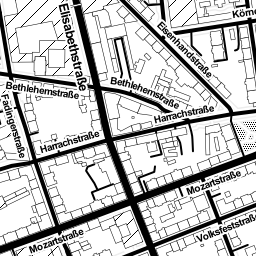 Elisabethstraße
Körne
Eisenhandstraße
Bethlehemstraße
Bethlehemstraße
Fadingerstraße
Harrachstraße
Harrachstraße
Mozartstraße
Mozartstraße
Volksfeststraße